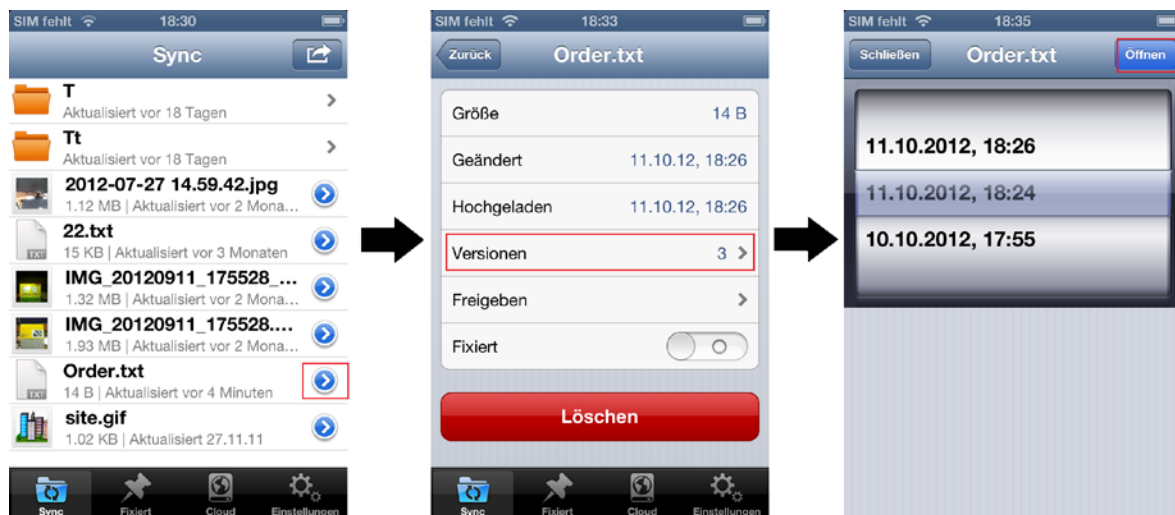 SIM fehlt 18:30
Sync
T
Aktualisiert vor 18 Tagen
Tt
Aktualisiert vor 18 Tagen
2012-07-27 14.59.42.jpg
1.12 MB | Aktualisiert vor 2 Mona...
22.txt
TXT
15 KB | Aktualisiert vor 3 Monaten
IMG_20120911_175528_...
1.32 MB | Aktualisiert vor 2 Mona...
IMG_20120911_175528....
1.93 MB | Aktualisiert vor 2 Mona...
Order.txt
TXT
14 B | Aktualisiert vor 4 Minuten
site.gif
1.02 KB | Aktualisiert 27.11.11
Sync Fixiert Cloud Einstellungen
SIM fehlt 18:33
Zurück Order.txt
Größe 14 B
Geändert 11.10.12, 18:26
Hochgeladen 11.10.12, 18:26
Versionen 3
Freigeben
Fixiert
Löschen
Sync Fixiert Cloud Einstellungen
SIM fehlt 18:35
Schließen Order.txt Öffnen
11.10.2012, 18:26
11.10.2012, 18:24
10.10.2012, 17:55